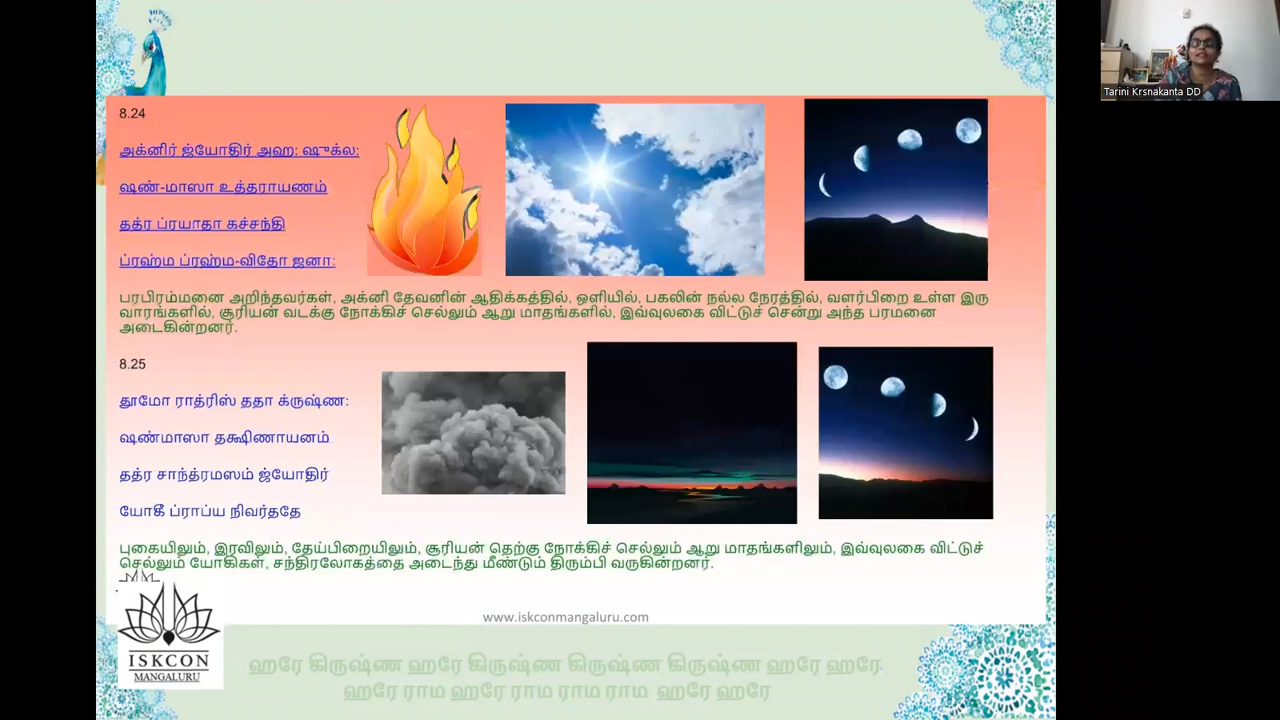 Tarini Krsnakanta DD
8.24
அக்னிர் ஜ்யோதிர் அஹ: ஷுக்ல:
ஷண்-மாஸா உத்தராயணம்
தத்ர ப்ரயாதா கச்சந்தி
ப்ரஹ்ம ப்ரஹ்ம-விதோ ஜனா:
பரபிரம்மனை அறிந்தவர்கள், அக்னி தேவனின் ஆதிக்கத்தில், ஒளியில், பகலின் நல்ல நேரத்தில், வளர்பிறை உள்ள இரு
வாரங்களில், சூரியன் வடக்கு நோக்கிச் செல்லும் ஆறு மாதங்களில், இவ்வுலகை விட்டுச் சென்று அந்த பரமனை
அடைகின்றனர்.
8.25
தூமோ ராத்ரிஸ் ததா க்ருஷ்ண:
ஷண்மாஸா தக்ஷிணாயனம்
தத்ர சாந்த்ரமஸம் ஜ்யோதிர்
யோகீ ப்ராப்ய நிவர்ததே
புகையிலும், இரவிலும், தேய்பிறையிலும், சூரியன் தெற்கு நோக்கிச் செல்லும் ஆறு மாதங்களிலும், இவ்வுலகை விட்டுச்
செல்லும் யோகிகள், சந்திரலோகத்தை அடைந்து மீண்டும் திரும்பி வருகின்றனர்.
www.iskconmangaluru.com
ISKCON
MANGALURU
ஹரே கிருஷ்ண ஹரே கிருஷ்ண கிருஷ்ண கிருஷ்ண ஹரே ஹரே
ஹரே ராம ஹரே ராம ராம ராம ஹரே ஹரே